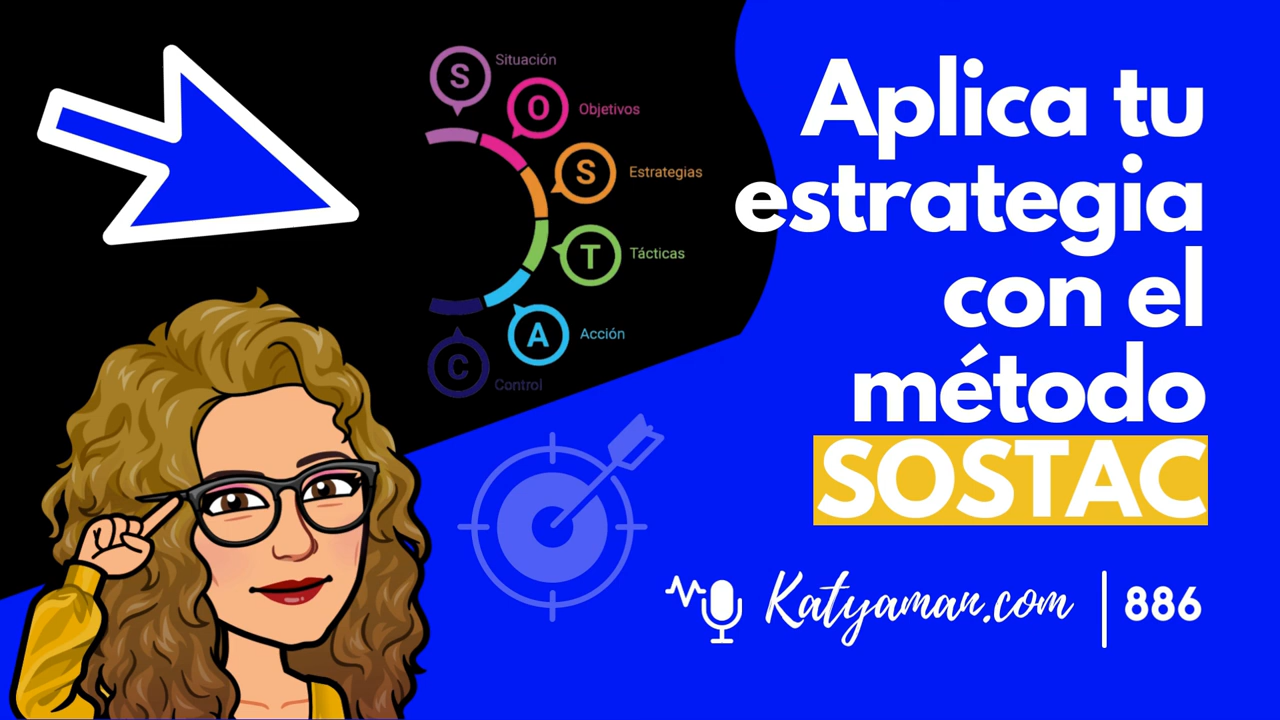 S Situación
O Objetivos
S Estrategias
T Tácticas
A Acción
C Control
Aplica tu
estrategia
con el
método
SOSTAC
Katyaman.com | 886